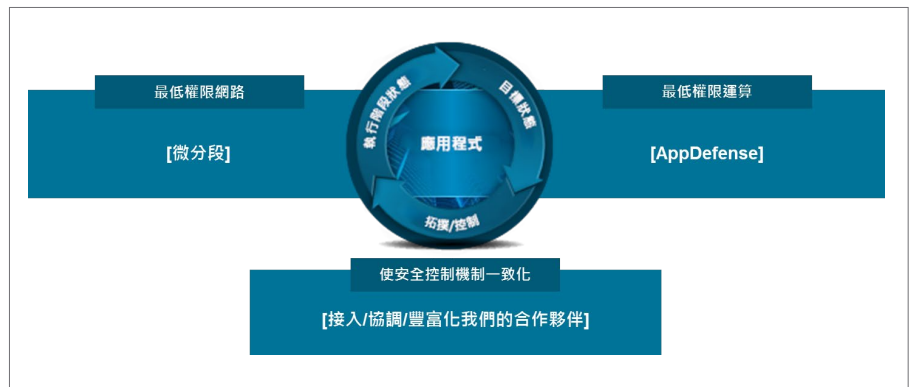 最低權限網路
[微分段]
執行階段狀態
目標狀態
應用程式
拓撲/控制
最低權限運算
[AppDefense]
使安全控制機制一致化
[接入/協調/豐富化我們的合作夥伴]